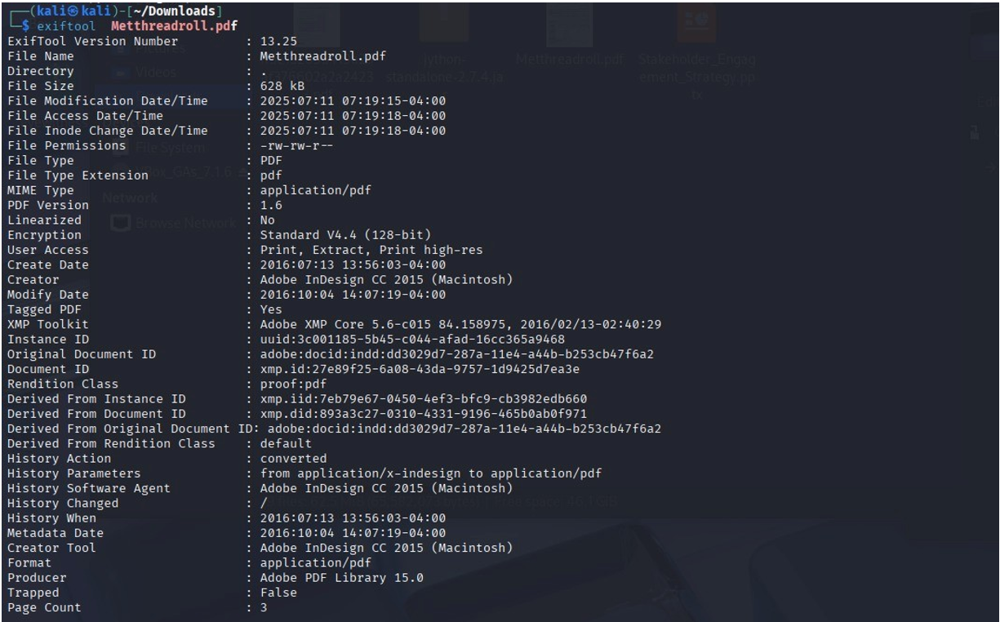 (kali㉿kali)-[~/Downloads]
$ exiftool Metthreadroll.pdf
ExifTool Version Number : 13.25
File Name : Metthreadroll.pdf
Directory : .
File Size : 628 kB
File Modification Date/Time : 2025:07:11 07:19:15-04:00
File Access Date/Time : 2025:07:11 07:19:18-04:00
File Inode Change Date/Time : 2025:07:11 07:19:18-04:00
File Permissions : -rw-rw-r--
File Type : PDF
File Type Extension : pdf
MIME Type : application/pdf
PDF Version : 1.6
Linearized : No
Encryption : Standard V4.4 (128-bit)
User Access : Print, Extract, Print high-res
Create Date : 2016:07:13 13:56:03-04:00
Creator : Adobe InDesign CC 2015 (Macintosh)
Modify Date : 2016:10:04 14:07:19-04:00
Tagged PDF : Yes
XMP Toolkit : Adobe XMP Core 5.6-c015 84.158975, 2016/02/13-02:40:29
Instance ID : uuid:3c001185-5b45-c044-afad-16cc365a9468
Original Document ID : adobe:docid:indd:dd3029d7-287a-11e4-a44b-b253cb47f6a2
Document ID : xmp.id:27e89f25-6a08-43da-9757-1d9425d7ea3e
Rendition Class : proof:pdf
Derived From Instance ID : xmp.iid:7eb79e67-0450-4ef3-bfc9-cb3982edb660
Derived From Document ID : xmp.did:893a3c27-0310-4331-9196-465b0ab0f971
Derived From Original Document ID: adobe:docid:indd:dd3029d7-287a-11e4-a44b-b253cb47f6a2
Derived From Rendition Class : default
History Action : converted
History Parameters : from application/x-indesign to application/pdf
History Software Agent : Adobe InDesign CC 2015 (Macintosh)
History Changed : /
History When : 2016:07:13 13:56:03-04:00
Metadata Date : 2016:10:04 14:07:19-04:00
Creator Tool : Adobe InDesign CC 2015 (Macintosh)
Format : application/pdf
Producer : Adobe PDF Library 15.0
Trapped : False
Page Count : 3
Pictures
Videos
File System
Network
Browse Network
Metthreadroll.pdf
Stakeholder_Engag
ement_Strategy.pp
tx